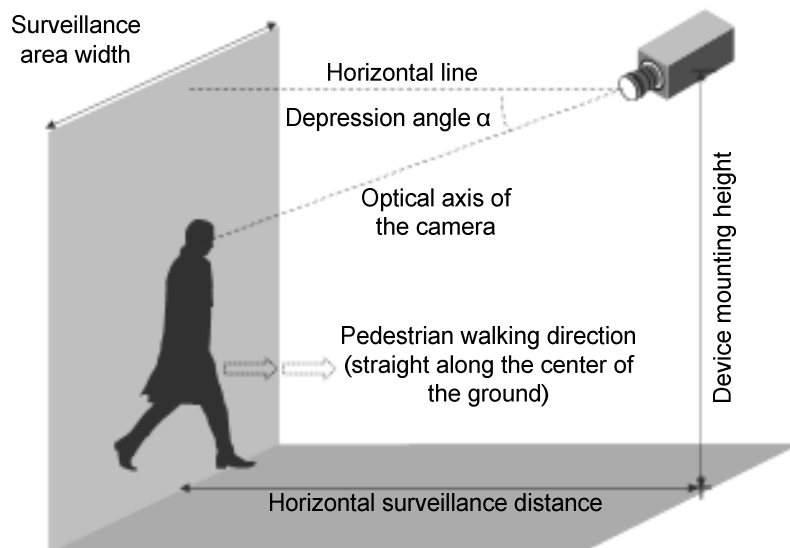 Surveillance
area width
Horizontal line
Depression angle α
Optical axis of
the camera
Device mounting height
Pedestrian walking direction
(straight along the center of
the ground)
Horizontal surveillance distance